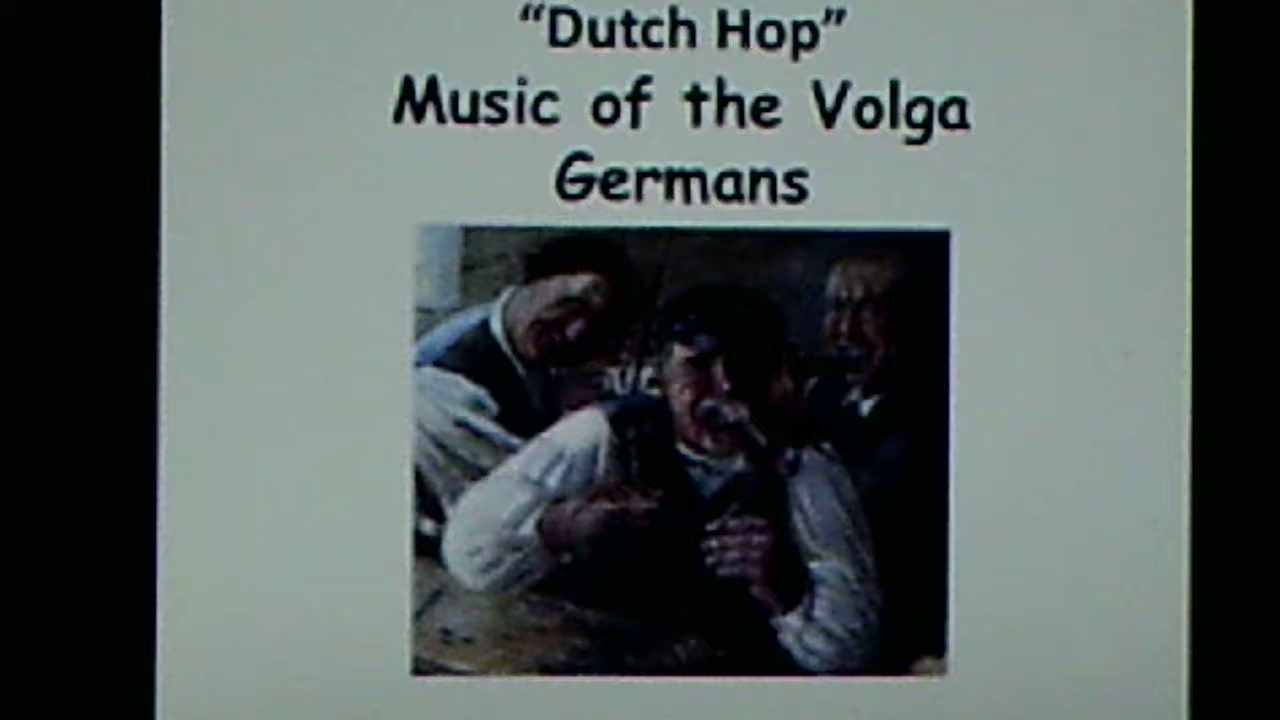 “Dutch Hop”
Music of the Volga
Germans